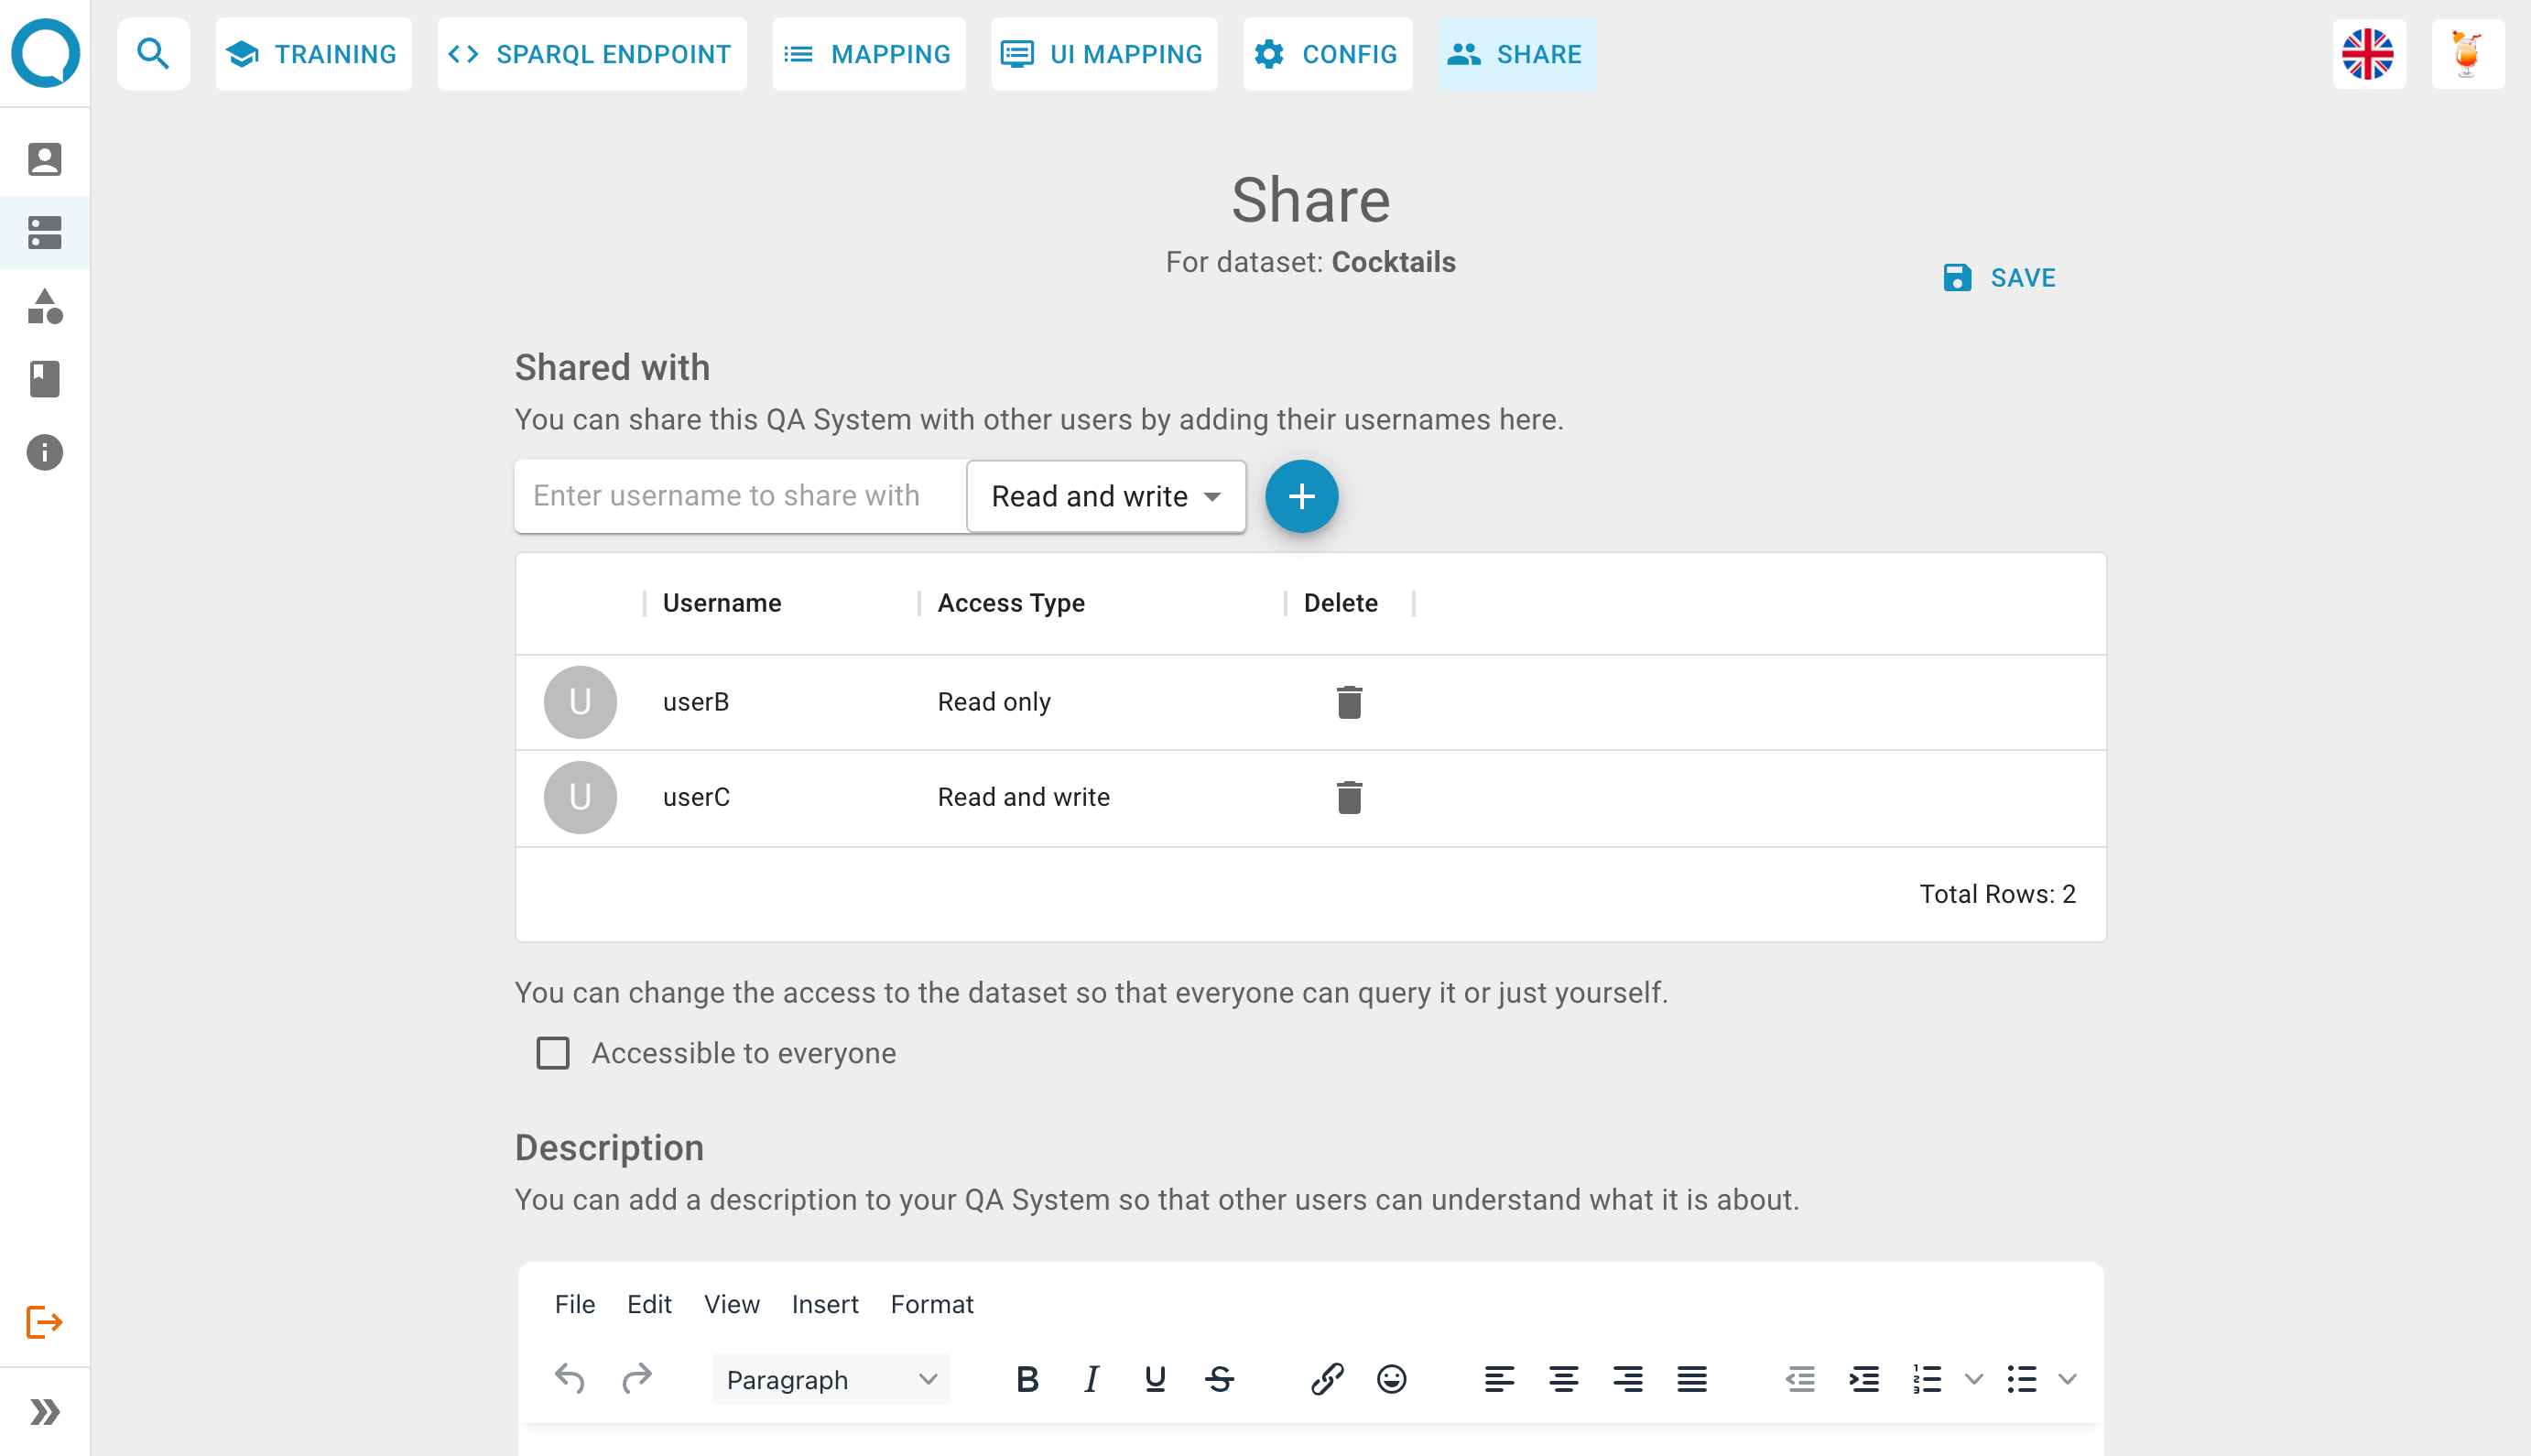 TRAINING
SPARQL ENDPOINT
MAPPING
UI MAPPING
CONFIG
SHARE
Share
For dataset: Cocktails
SAVE
Shared with
You can share this QA System with other users by adding their usernames here.
Enter username to share with
Read and write
Username
Access Type
Delete
U
userB
Read only
U
userC
Read and write
Total Rows: 2
You can change the access to the dataset so that everyone can query it or just yourself.
Accessible to everyone
Description
You can add a description to your QA System so that other users can understand what it is about.
File
Edit
View
Insert
Format
Paragraph